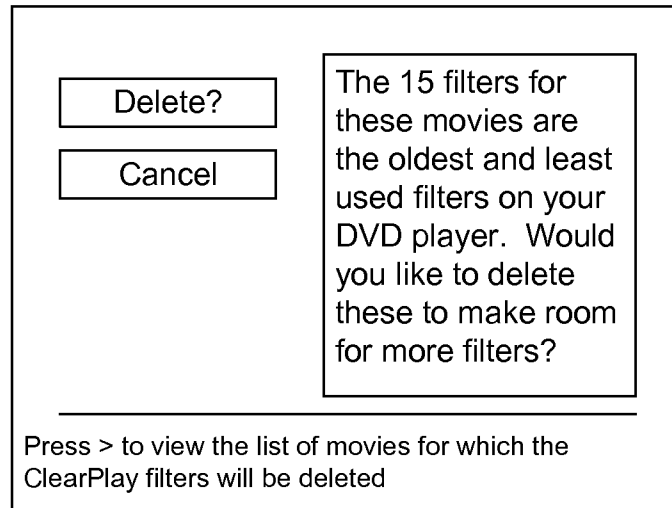 Delete?
Cancel
The 15 filters for
these movies are
the oldest and least
used filters on your
DVD player.  Would
you like to delete
these to make room
for more filters?
Press > to view the list of movies for which the
ClearPlay filters will be deleted